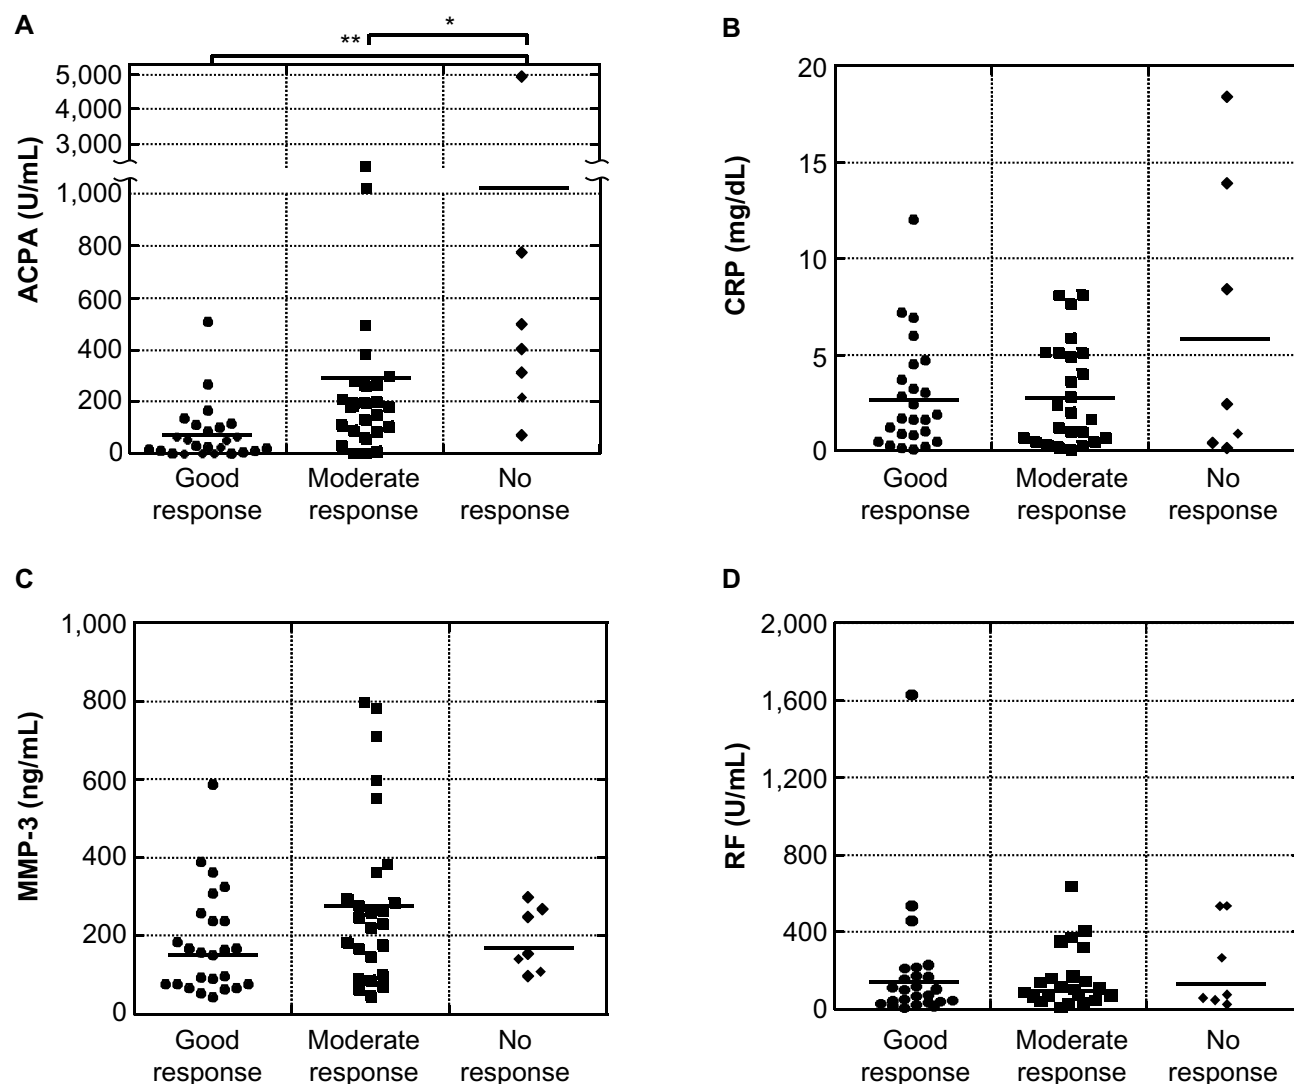 A
*
**
5,000
4,000
3,000
1,000
800
600
400
200
0
ACPA (U/mL)
Good
response
Moderate
response
No
response
B
20
15
10
5
0
CRP (mg/dL)
Good
response
Moderate
response
No
response
C
1,000
800
600
400
200
0
MMP-3 (ng/mL)
Good
response
Moderate
response
No
response
D
2,000
1,600
1,200
800
400
0
RF (U/mL)
Good
response
Moderate
response
No
response